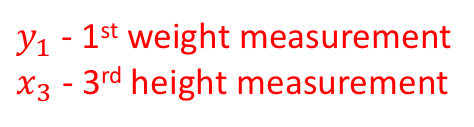 y₁ - 1ˢᵗ weight measurement
x₃ - 3ʳᵈ height measurement